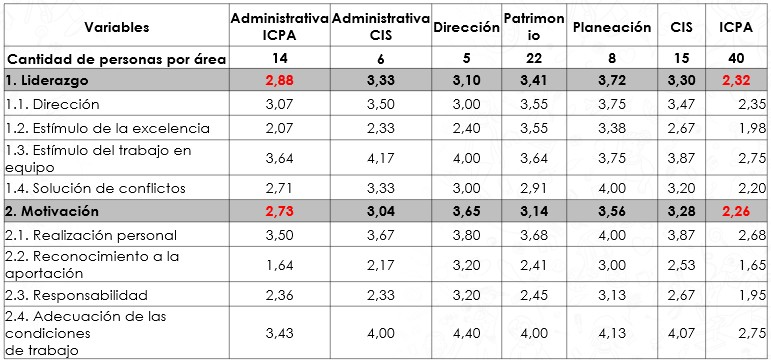 Variables | Administrativa ICPA | Administrativa CIS | Dirección | Patrimonio | Planeación | CIS | ICPA
Cantidad de personas por área | 14 | 6 | 5 | 22 | 8 | 15 | 40
1. Liderazgo | 2,88 | 3,33 | 3,10 | 3,41 | 3,72 | 3,30 | 2,32
1.1. Dirección | 3,07 | 3,50 | 3,00 | 3,55 | 3,75 | 3,47 | 2,35
1.2. Estímulo de la excelencia | 2,07 | 2,33 | 2,40 | 3,55 | 3,38 | 2,67 | 1,98
1.3. Estímulo del trabajo en equipo | 3,64 | 4,17 | 4,00 | 3,64 | 3,75 | 3,87 | 2,75
1.4. Solución de conflictos | 2,71 | 3,33 | 3,00 | 2,91 | 4,00 | 3,20 | 2,20
2. Motivación | 2,73 | 3,04 | 3,65 | 3,14 | 3,56 | 3,28 | 2,26
2.1. Realización personal | 3,50 | 3,67 | 3,80 | 3,68 | 4,00 | 3,87 | 2,68
2.2. Reconocimiento a la aportación | 1,64 | 2,17 | 3,20 | 2,41 | 3,00 | 2,53 | 1,65
2.3. Responsabilidad | 2,36 | 2,33 | 3,20 | 2,45 | 3,13 | 2,67 | 1,95
2.4. Adecuación de las condiciones de trabajo | 3,43 | 4,00 | 4,40 | 4,00 | 4,13 | 4,07 | 2,75